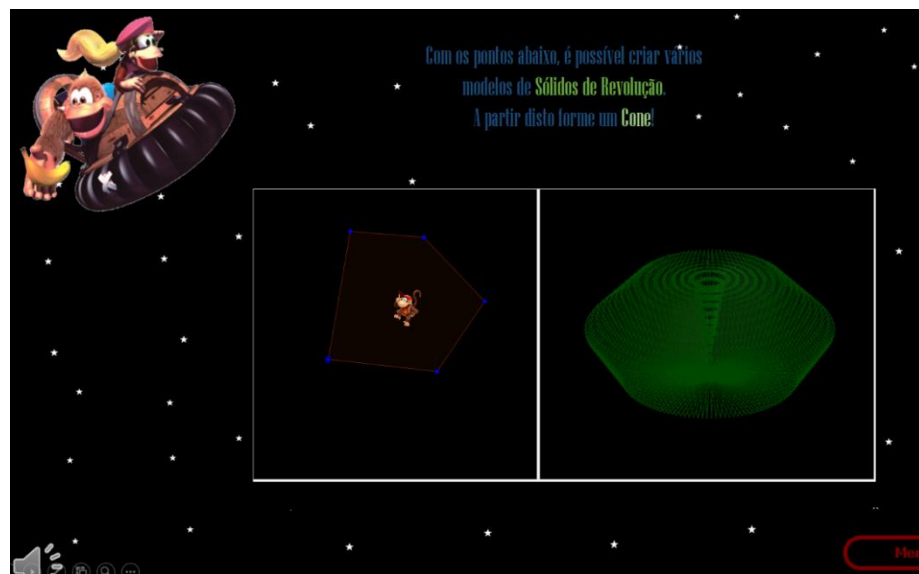 Com os pontos abaixo, é possível criar vários
modelos de Sólidos de Revolução.
A partir disto forme um Cone!